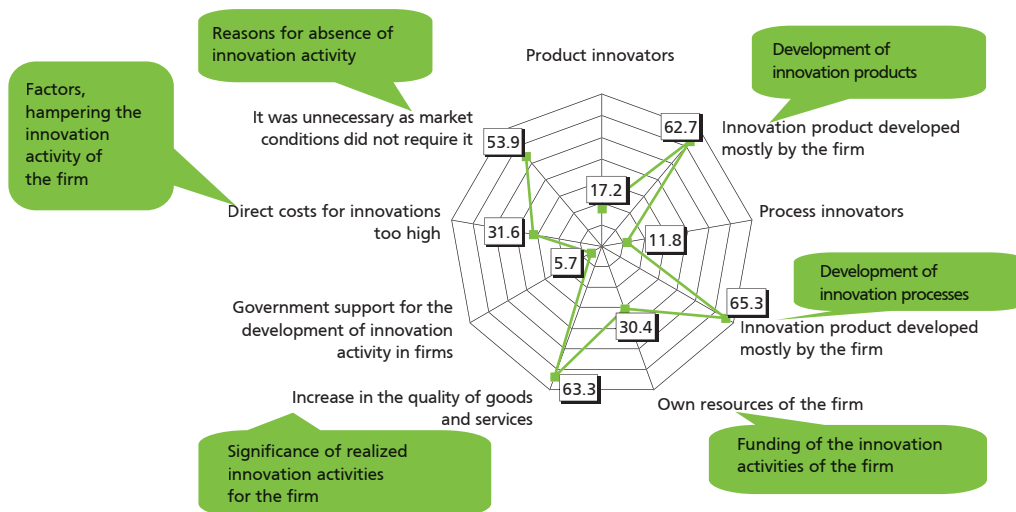 Reasons for absence of
innovation activity
Product innovators
Development of
innovation products
Factors,
hampering the
innovation
activity of
the firm
It was unnecessary as market
conditions did not require it
53.9
62.7
Innovation product developed
mostly by the firm
17.2
Direct costs for innovations
too high
31.6
11.8
Process innovators
5.7
Development of
innovation processes
65.3
Government support for the
development of innovation
activity in firms
30.4
Innovation product developed
mostly by the firm
63.3
Increase in the quality of goods
and services
Own resources of the firm
Significance of realized
innovation activities
for the firm
Funding of the innovation
activities of the firm